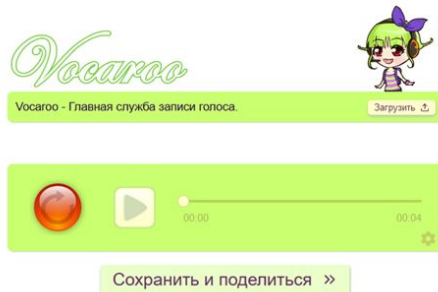 Vocaroo
Vocaroo - Главная служба записи голоса.
Загрузить
00:00
00:04
Сохранить и поделиться »